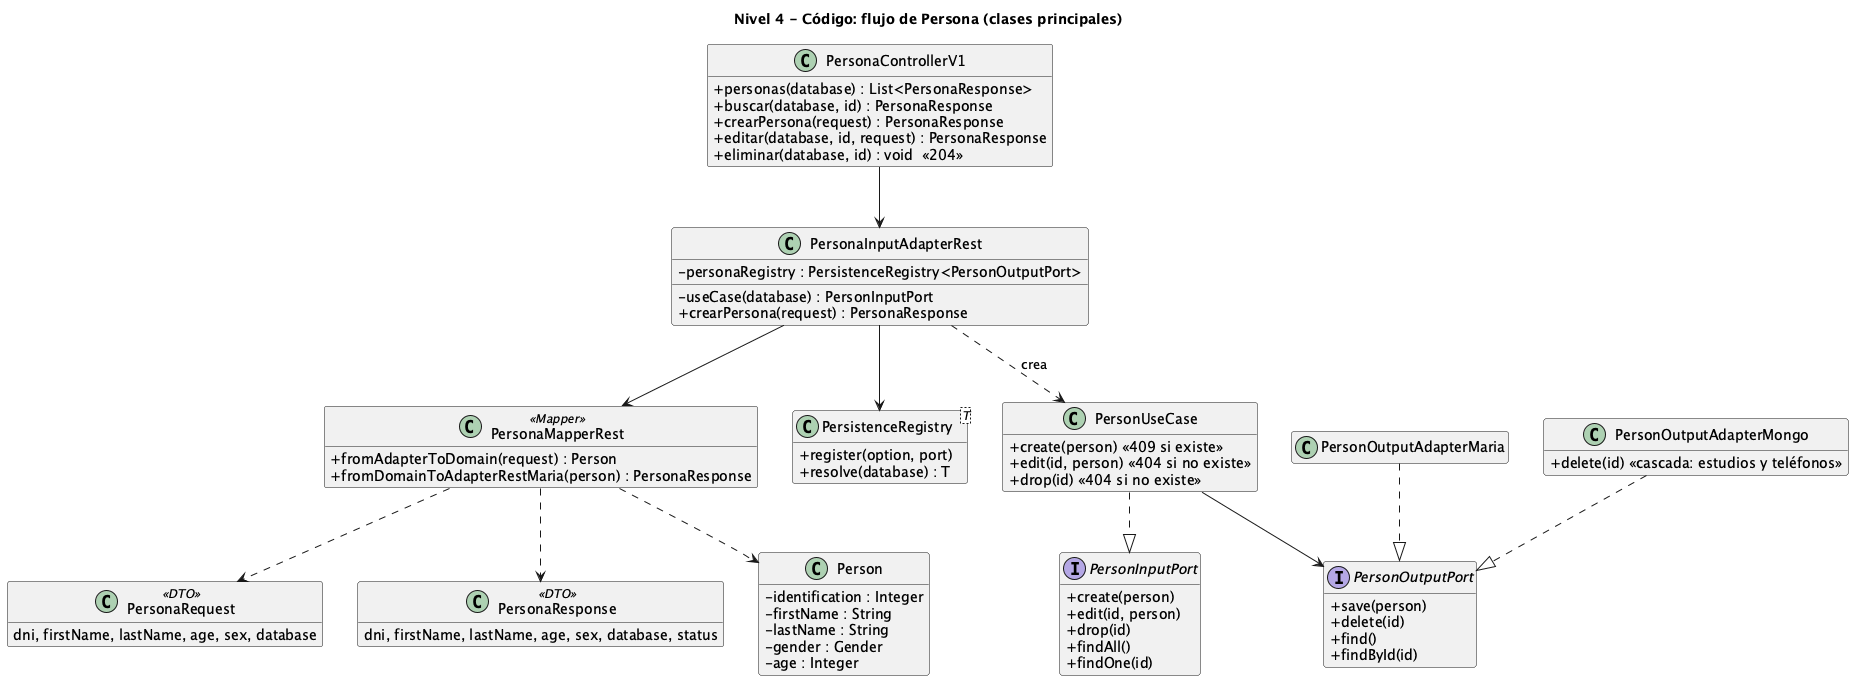 Nivel 4 – Código: flujo de Persona (clases principales)
C PersonaControllerV1
+personas(database) : List<PersonaResponse>
+buscar(database, id) : PersonaResponse
+crearPersona(request) : PersonaResponse
+editar(database, id, request) : PersonaResponse
+eliminar(database, id) : void «204»
C PersonaInputAdapterRest
–personaRegistry : PersistenceRegistry<PersonOutputPort>
–useCase(database) : PersonInputPort
+crearPersona(request) : PersonaResponse
crea
C «Mapper»
PersonaMapperRest
+fromAdapterToDomain(request) : Person
+fromDomainToAdapterRestMaria(person) : PersonaResponse
C PersistenceRegistry T
+register(option, port)
+resolve(database) : T
C PersonUseCase
+create(person) «409 si existe»
+edit(id, person) «404 si no existe»
+drop(id) «404 si no existe»
C PersonOutputAdapterMaria
C PersonOutputAdapterMongo
+delete(id) «cascada: estudios y teléfonos»
C «DTO»
PersonaRequest
dni, firstName, lastName, age, sex, database
C «DTO»
PersonaResponse
dni, firstName, lastName, age, sex, database, status
C Person
–identification : Integer
–firstName : String
–lastName : String
–gender : Gender
–age : Integer
I PersonInputPort
+create(person)
+edit(id, person)
+drop(id)
+findAll()
+findOne(id)
I PersonOutputPort
+save(person)
+delete(id)
+find()
+findById(id)